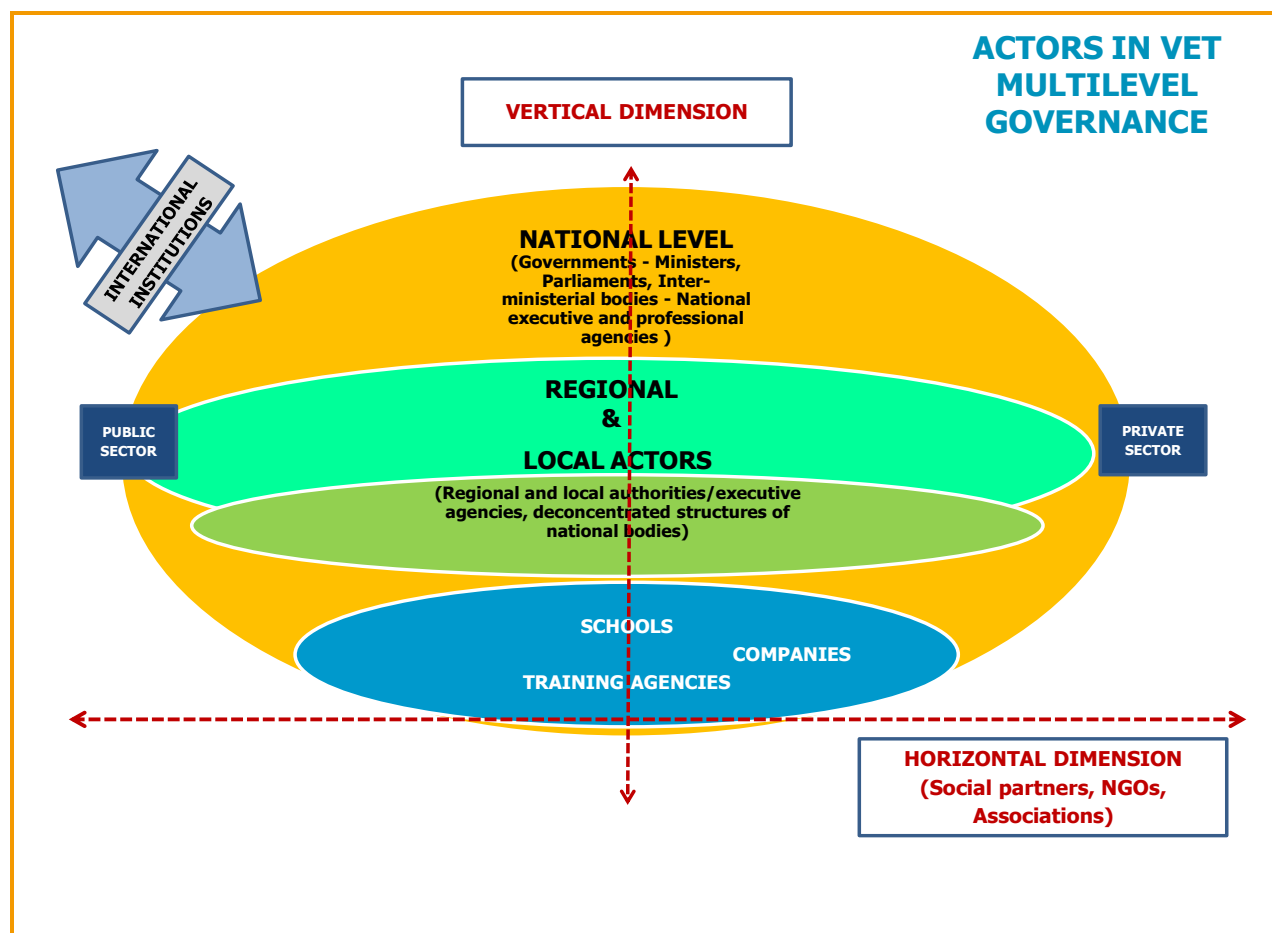 ACTORS IN VET
MULTILEVEL
GOVERNANCE
VERTICAL DIMENSION
INTERNATIONAL
INSTITUTIONS
NATIONAL LEVEL
(Governments - Ministers,
Parliaments, Inter-
ministerial bodies - National
executive and professional
agencies )
REGIONAL
&
LOCAL ACTORS
PUBLIC
SECTOR
PRIVATE
SECTOR
(Regional and local authorities/executive
agencies, deconcentrated structures of
national bodies)
SCHOOLS
COMPANIES
TRAINING AGENCIES
HORIZONTAL DIMENSION
(Social partners, NGOs,
Associations)